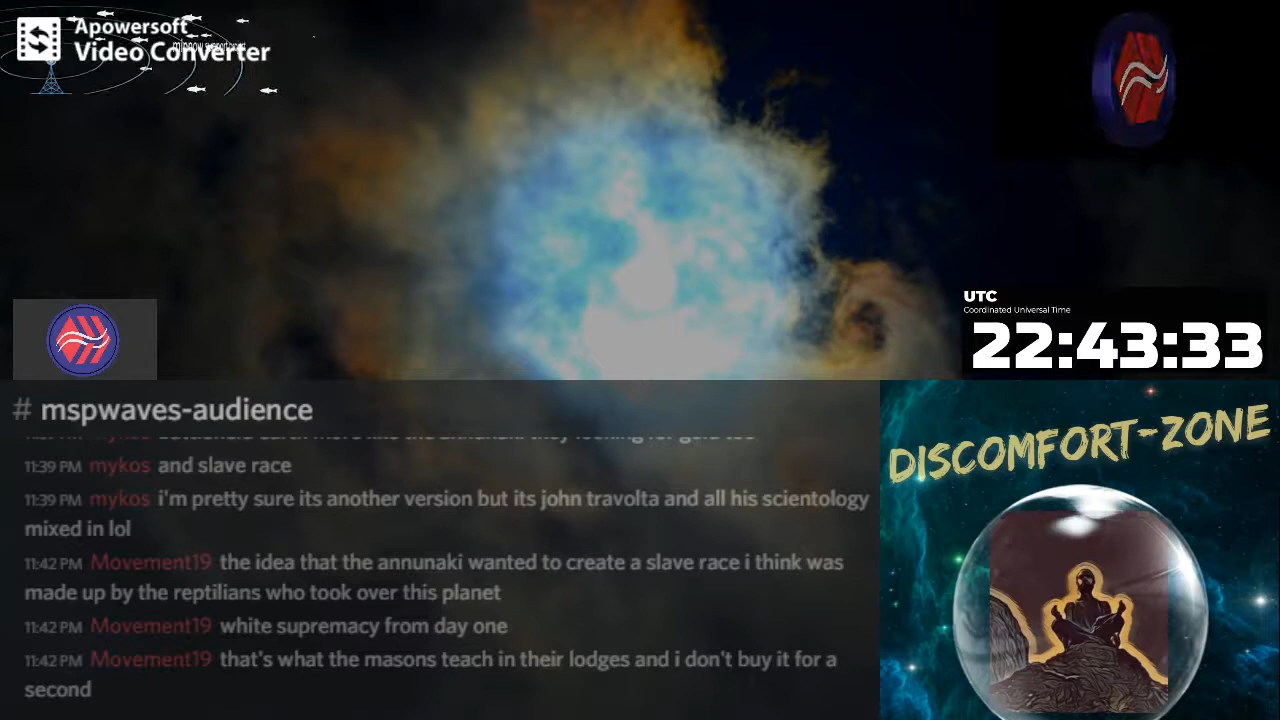 Apowersoft
Video Converter
UTC
Coordinated Universal Time
22:43:33
# mspwaves-audience
11:39 PM mykos and slave race
11:39 PM mykos i'm pretty sure its another version but its john travolta and all his scientology
mixed in lol
11:42 PM Movement19 the idea that the annunaki wanted to create a slave race i think was
made up by the reptilians who took over this planet
11:42 PM Movement19 white supremacy from day one
11:42 PM Movement19 that's what the masons teach in their lodges and i don't buy it for a
second
DISCOMFORT-ZONE